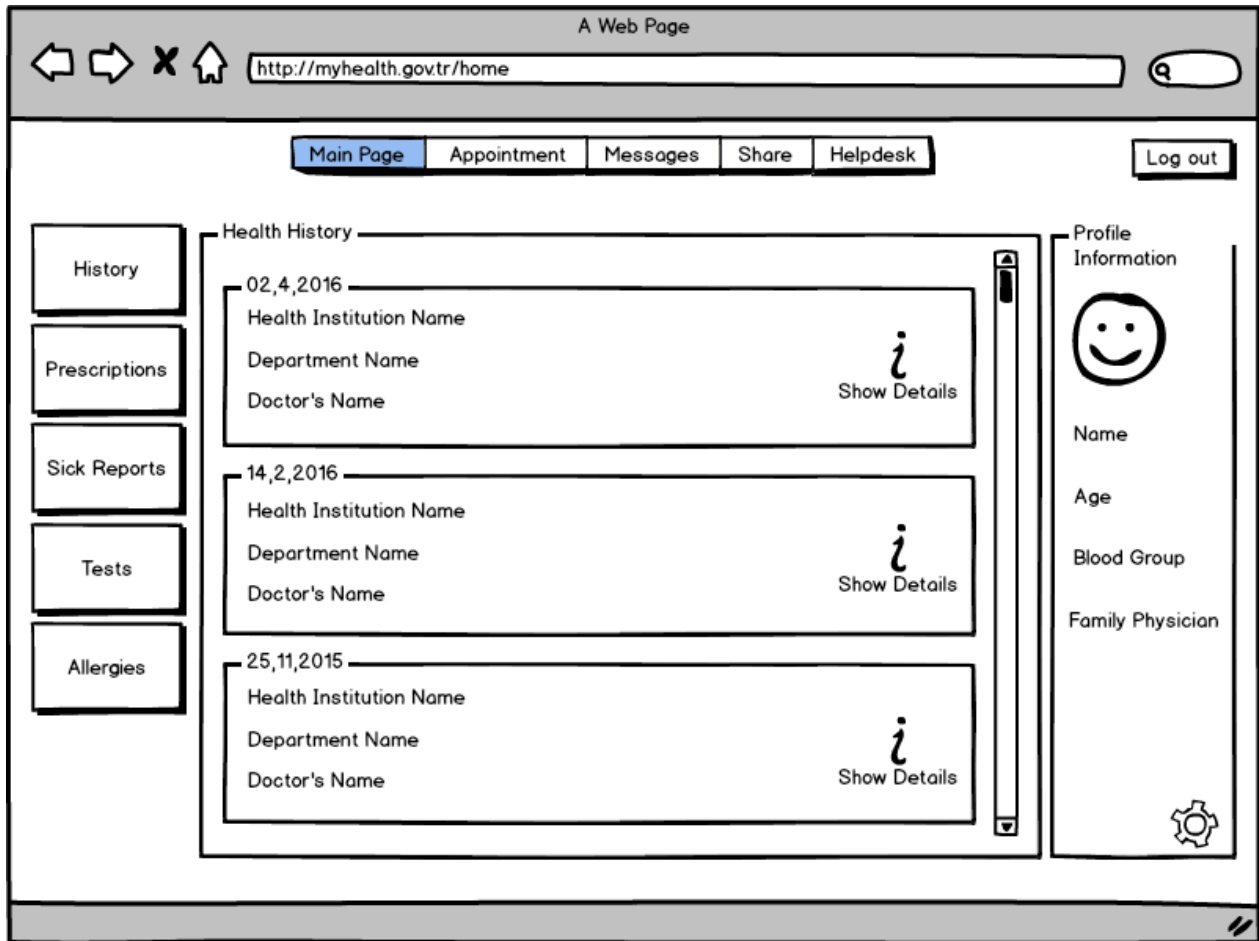 A Web Page
http://myhealth.gov.tr/home
Main Page
Appointment
Messages
Share
Helpdesk
Log out
History
Prescriptions
Sick Reports
Tests
Allergies
Health History
02,4,2016
Health Institution Name
Department Name
Doctor's Name
i
Show Details
14,2,2016
Health Institution Name
Department Name
Doctor's Name
i
Show Details
25,11,2015
Health Institution Name
Department Name
Doctor's Name
i
Show Details
Profile
Information
Name
Age
Blood Group
Family Physician